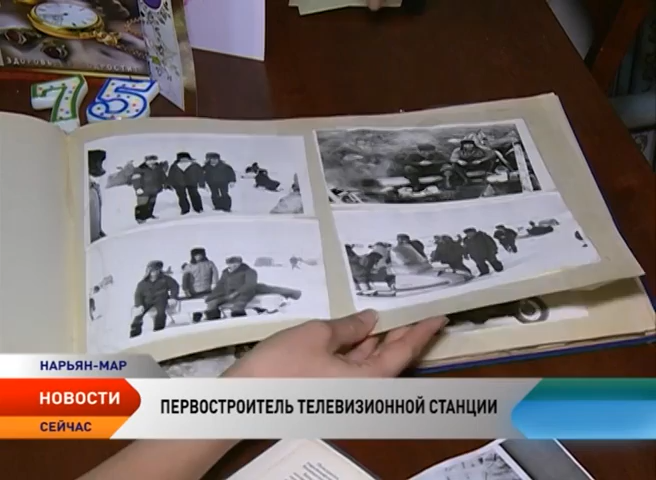 75
НАРЬЯН-МАР
НОВОСТИ
СЕЙЧАС
ПЕРВОСТРОИТЕЛЬ ТЕЛЕВИЗИОННОЙ СТАНЦИИ